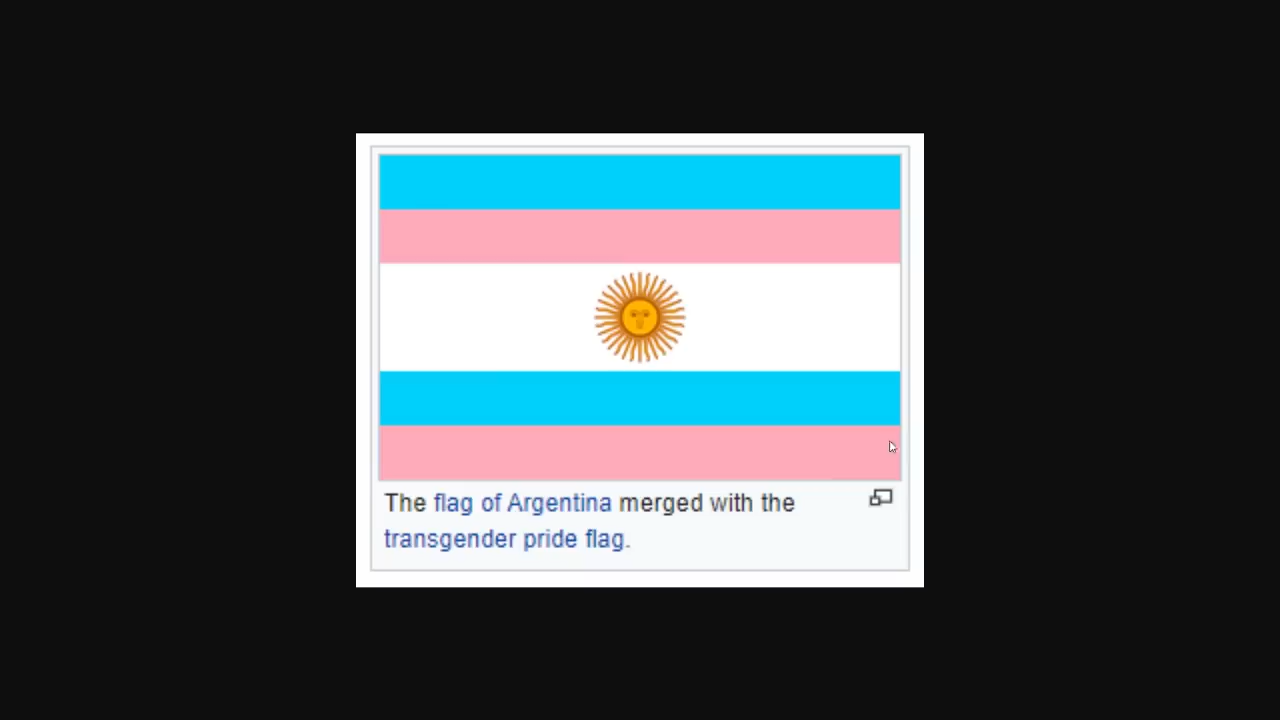 The flag of Argentina merged with the
transgender pride flag.